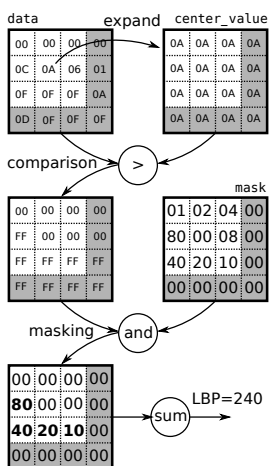 data expand center_value
00 00 00 00 0A 0A 0A 0A
0C 0A 06 01 0A 0A 0A 0A
0F 0F 0F 0A 0A 0A 0A 0A
0D 0F 0F 0F 0A 0A 0A 0A
comparison >
mask
00 00 00 00 01 02 04 00
FF 00 00 00 80 00 08 00
FF FF FF FF 40 20 10 00
FF FF FF FF 00 00 00 00
masking and
00 00 00 00
80 00 00 00
40 20 10 00
00 00 00 00
sum LBP=240